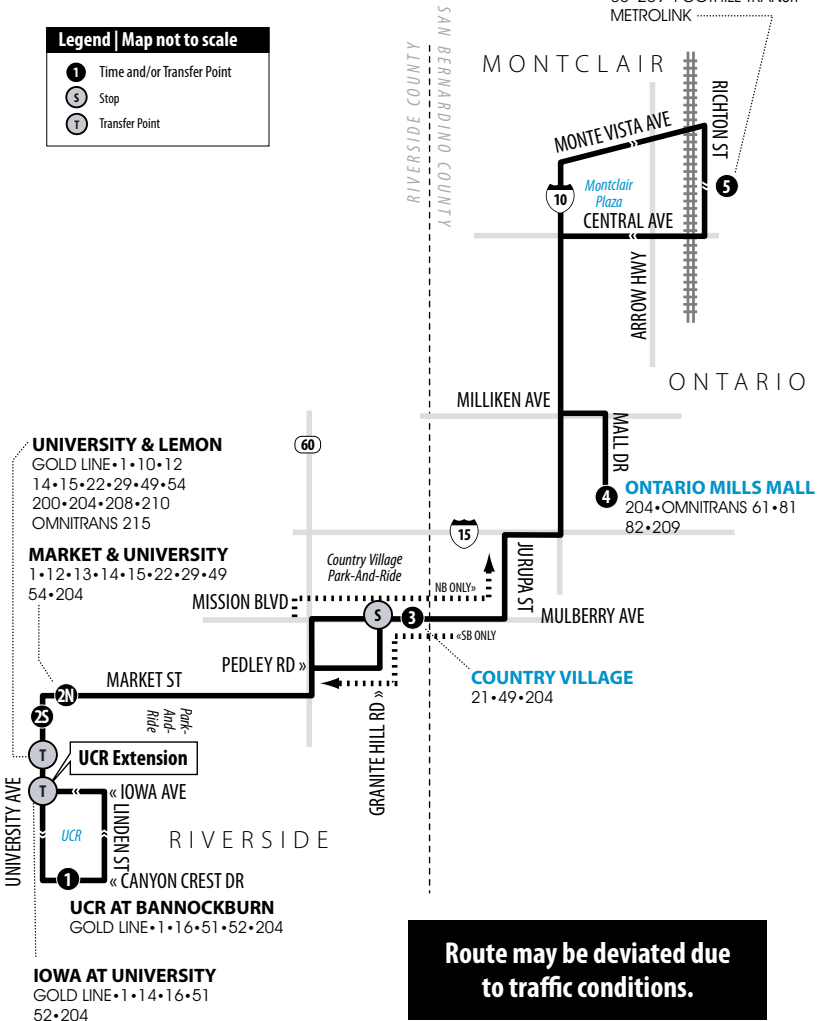 METROLINK
Legend | Map not to scale
1 Time and/or Transfer Point
S Stop
T Transfer Point
RIVERSIDE COUNTY
SAN BERNARDINO COUNTY
MONTCLAIR
RICHTON ST
MONTE VISTA AVE
10
Montclair
Plaza
5
CENTRAL AVE
ARROW HWY
ONTARIO
MILLIKEN AVE
MALL DR
UNIVERSITY & LEMON
GOLD LINE•1•10•12
14•15•22•29•49•54
200•204•208•210
OMNITRANS 215
60
4
ONTARIO MILLS MALL
204•OMNITRANS 61•81
82•209
15
MARKET & UNIVERSITY
1•12•13•14•15•22•29•49
54•204
Country Village
Park-And-Ride
JURUPA ST
NB ONLY»
MISSION BLVD
S
3
MULBERRY AVE
«SB ONLY
PEDLEY RD »
COUNTRY VILLAGE
21•49•204
MARKET ST
2N
2S
Park-
And-
Ride
GRANITE HILL RD »
T
UCR Extension
T
« IOWA AVE
UNIVERSITY AVE
UCR
LINDEN ST
RIVERSIDE
1
« CANYON CREST DR
UCR AT BANNOCKBURN
GOLD LINE•1•16•51•52•204
IOWA AT UNIVERSITY
GOLD LINE•1•14•16•51
52•204
Route may be deviated due
to traffic conditions.